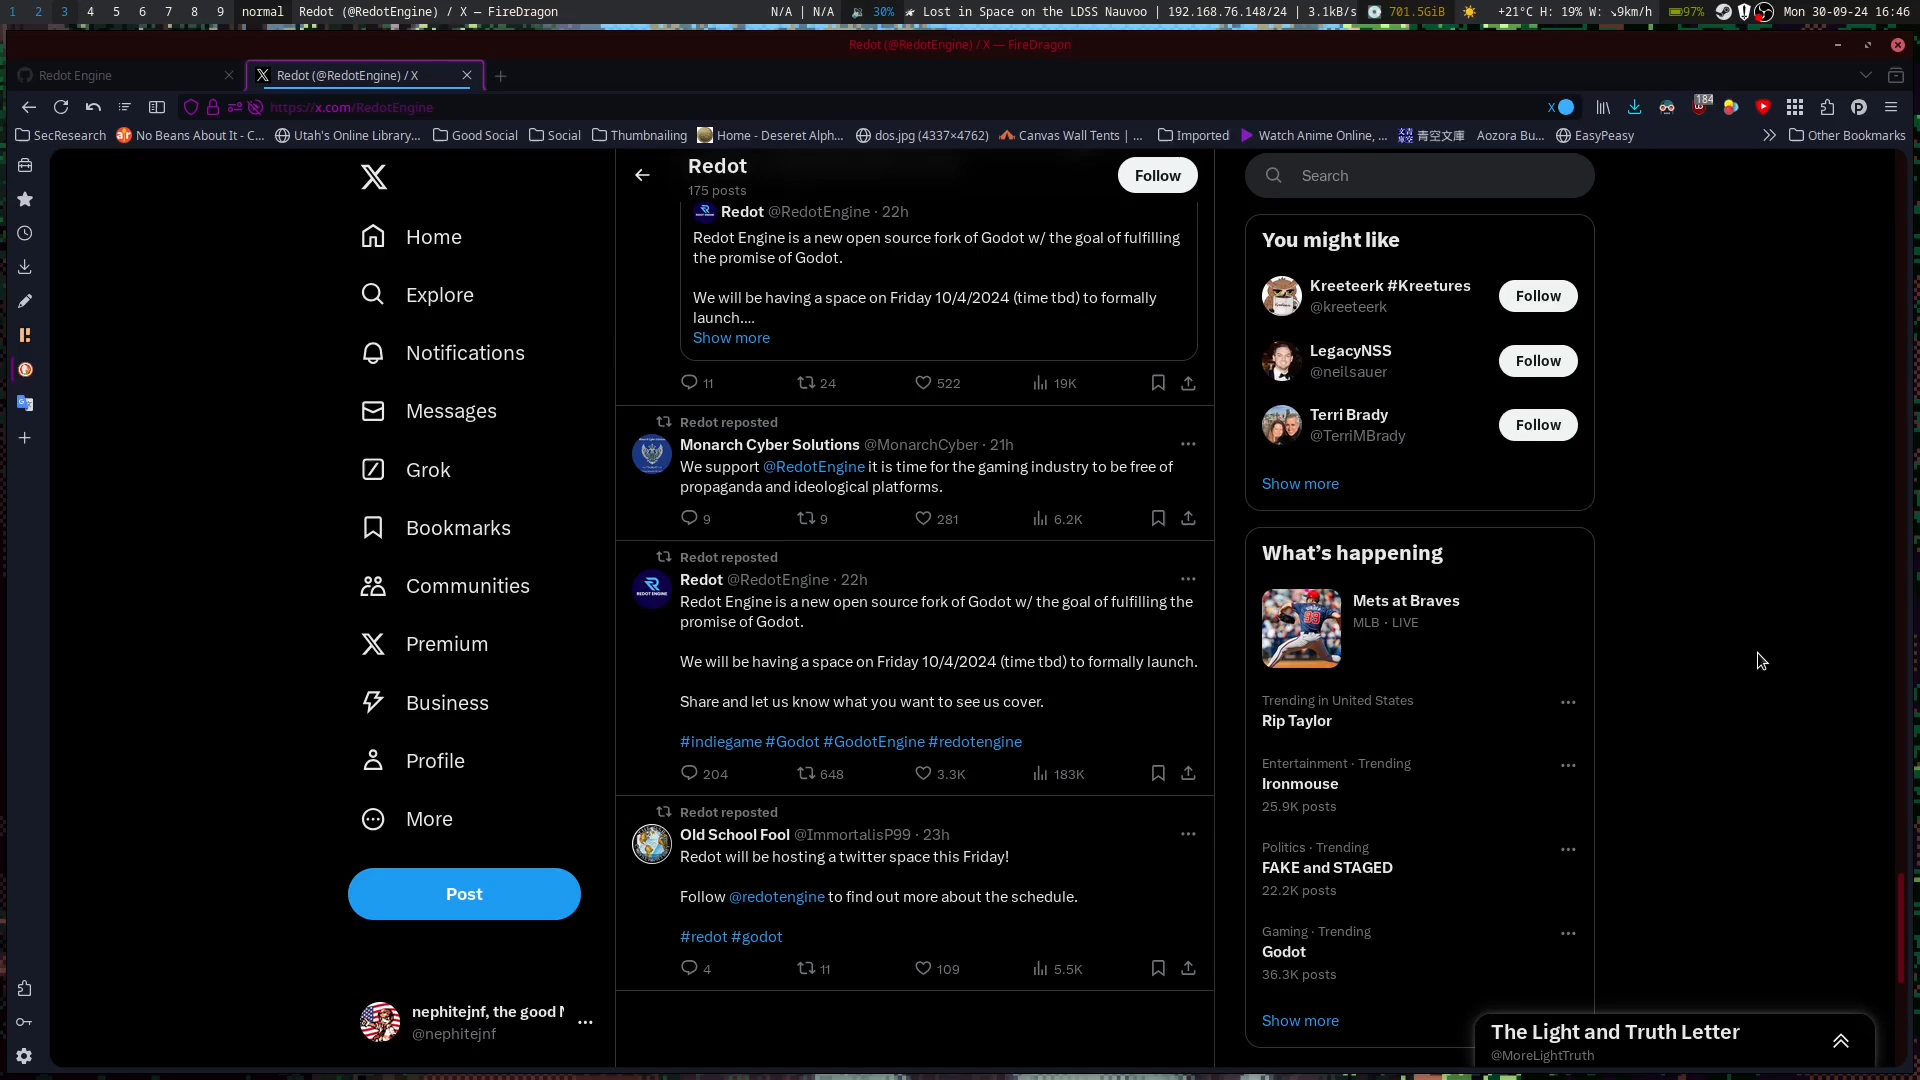 1 2 3 4 5 6 7 8 9 normal Redot (@RedotEngine) / X — FireDragon
N/A | N/A 30% Lost in Space on the LDSS Nauvoo | 192.168.76.148/24 | 3.1kB/s 701.5GiB +21°C H: 19% W: ↘9km/h 97% Mon 30-09-24 16:46
Redot (@RedotEngine) / X — FireDragon
Redot Engine
Redot (@RedotEngine) / X
https://x.com/RedotEngine
X
184
SecResearch
No Beans About It - C...
Utah's Online Library...
Good Social
Social
Thumbnailing
Home - Deseret Alph...
dos.jpg (4337×4762)
Canvas Wall Tents | ...
Imported
Watch Anime Online, ...
青空文庫 Aozora Bu...
EasyPeasy
Other Bookmarks
Home
Explore
Notifications
Messages
Grok
Bookmarks
Communities
Premium
Business
Profile
More
Post
nephitejnf, the good
@nephitejnf
Redot
175 posts
Follow
Redot @RedotEngine · 22h
Redot Engine is a new open source fork of Godot w/ the goal of fulfilling
the promise of Godot.
We will be having a space on Friday 10/4/2024 (time tbd) to formally
launch....
Show more
11 24 522 19K
Redot reposted
Monarch Cyber Solutions @MonarchCyber · 21h
We support @RedotEngine it is time for the gaming industry to be free of
propaganda and ideological platforms.
9 9 281 6.2K
Redot reposted
REDOT ENGINE
Redot @RedotEngine · 22h
Redot Engine is a new open source fork of Godot w/ the goal of fulfilling the
promise of Godot.
We will be having a space on Friday 10/4/2024 (time tbd) to formally launch.
Share and let us know what you want to see us cover.
#indiegame #Godot #GodotEngine #redotengine
204 648 3.3K 183K
Redot reposted
Old School Fool @ImmortalisP99 · 23h
Redot will be hosting a twitter space this Friday!
Follow @redotengine to find out more about the schedule.
#redot #godot
4 11 109 5.5K
Search
You might like
Kreeteerk #Kreetures
@kreeteerk
Follow
LegacyNSS
@neilsauer
Follow
Terri Brady
@TerriMBrady
Follow
Show more
What's happening
Mets at Braves
MLB · LIVE
Trending in United States
Rip Taylor
Entertainment · Trending
Ironmouse
25.9K posts
Politics · Trending
FAKE and STAGED
22.2K posts
Gaming · Trending
Godot
36.3K posts
Show more
The Light and Truth Letter
@MoreLightTruth